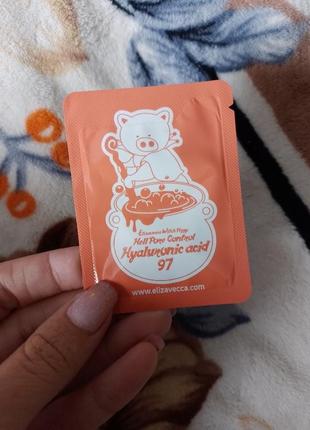 Elizavecca Witch Piggy
Hell Pore Control
Hyaluronic acid
97
www.elizavecca.com